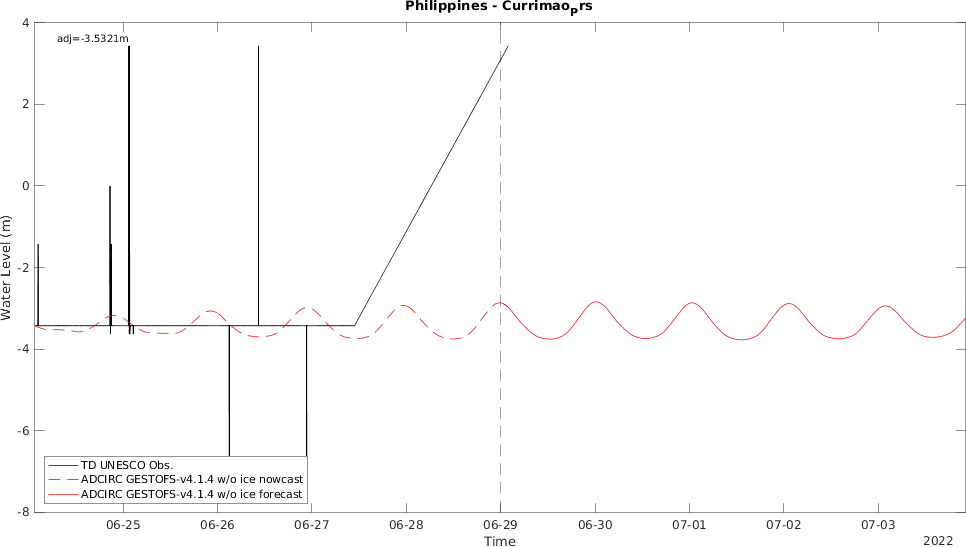 Philippines - Currimaoprs
adj=-3.5321m
4
2
0
-2
-4
-6
-8
Water Level (m)
TD UNESCO Obs.
ADCIRC GESTOFS-v4.1.4 w/o ice nowcast
ADCIRC GESTOFS-v4.1.4 w/o ice forecast
06-25 06-26 06-27 06-28 06-29 06-30 07-01 07-02 07-03
Time
2022